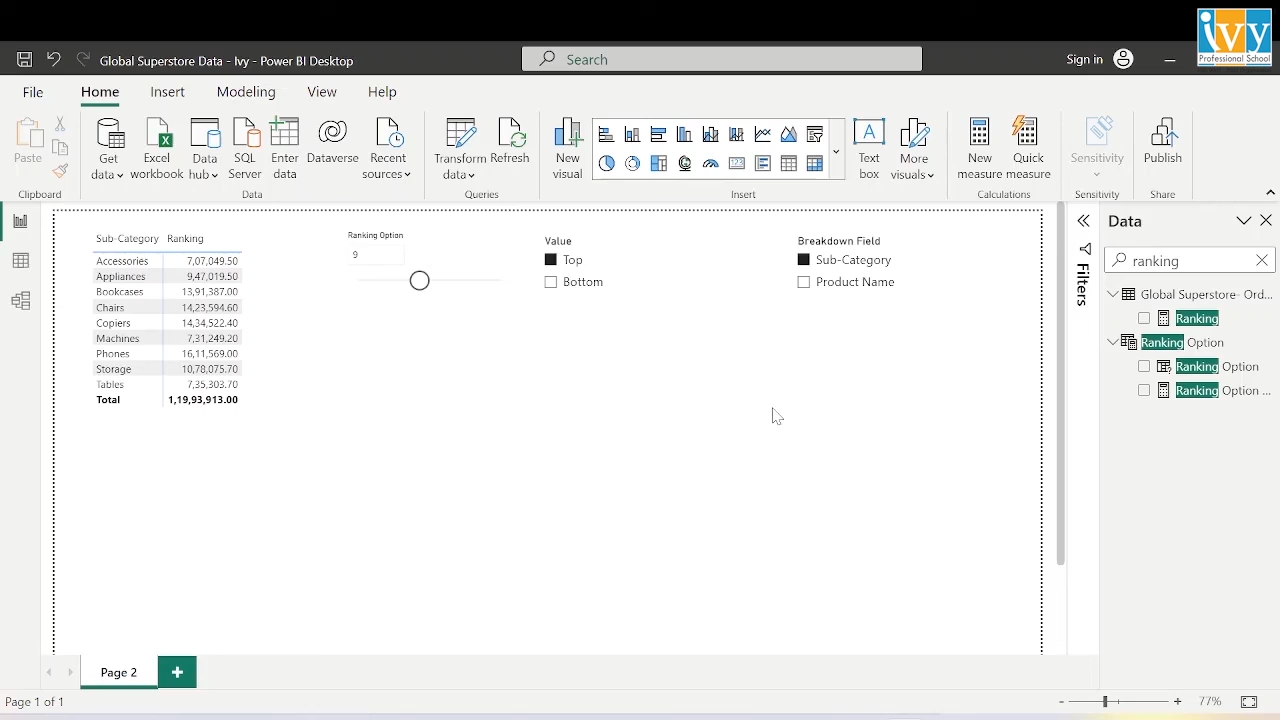 ivy
Professional School
Global Superstore Data - Ivy - Power BI Desktop
Search
Sign in
File
Home
Insert
Modeling
View
Help
Paste
Get data
Excel workbook
Data hub
SQL Server
Enter data
Dataverse
Recent sources
Transform data
Refresh
New visual
Text box
More visuals
New measure
Quick measure
Sensitivity
Publish
Clipboard
Data
Queries
Insert
Calculations
Sensitivity
Share
Sub-Category Ranking
Accessories 7,07,049.50
Appliances 9,47,019.50
Bookcases 13,91,387.00
Chairs 14,23,594.60
Copiers 14,34,522.40
Machines 7,31,249.20
Phones 16,11,569.00
Storage 10,78,075.70
Tables 7,35,303.70
Total 1,19,93,913.00
Ranking Option
9
Value
Top
Bottom
Breakdown Field
Sub-Category
Product Name
Filters
Data
ranking
Global Superstore- Ord...
Ranking
Ranking Option
Ranking Option
Ranking Option ...
Page 2
Page 1 of 1
77%